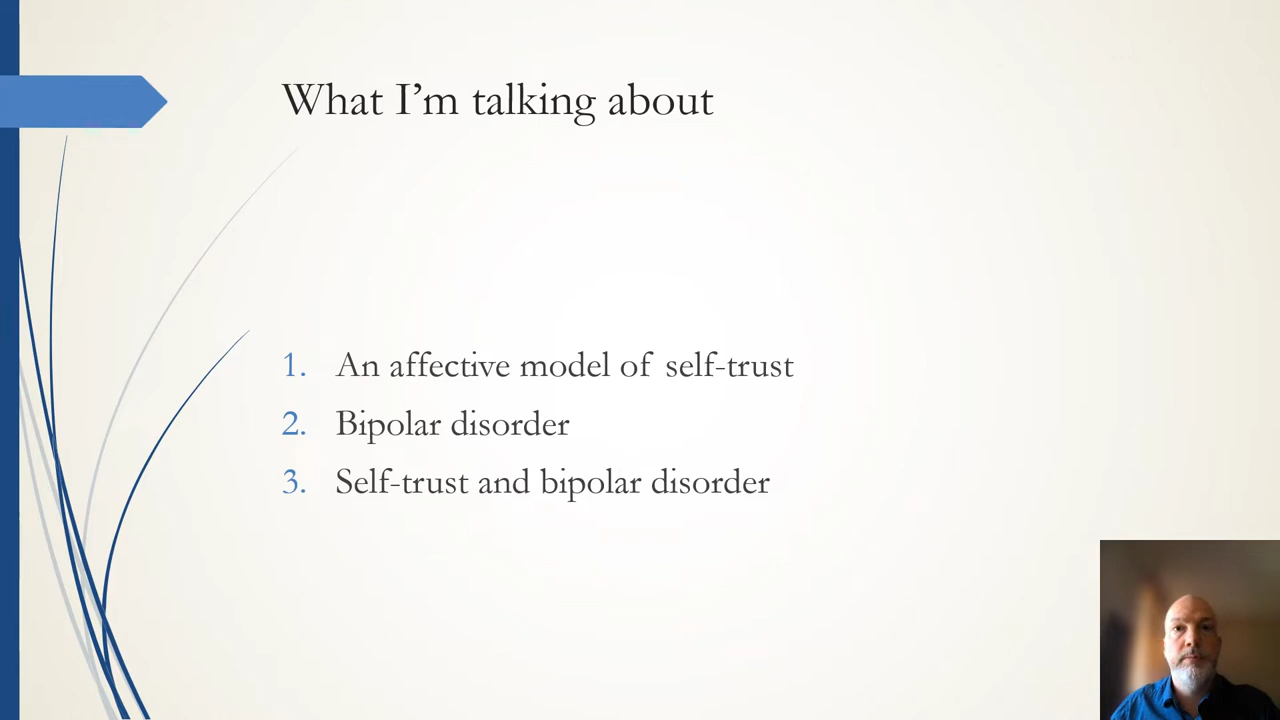 What I’m talking about
1. An affective model of self-trust
2. Bipolar disorder
3. Self-trust and bipolar disorder